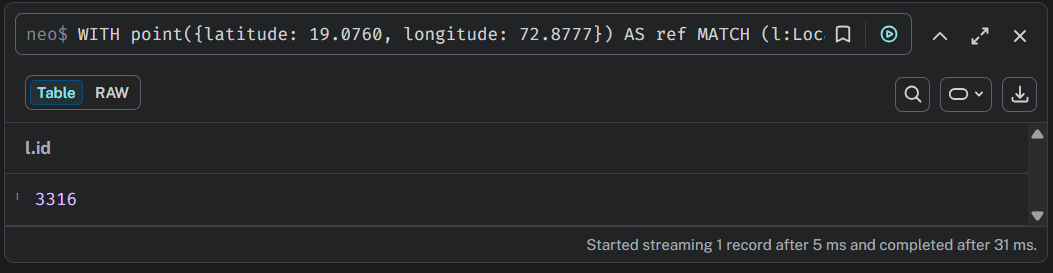 neo$ WITH point({latitude: 19.0760, longitude: 72.8777}) AS ref MATCH (l:Loc
Table RAW
l.id
1 3316
Started streaming 1 record after 5 ms and completed after 31 ms.